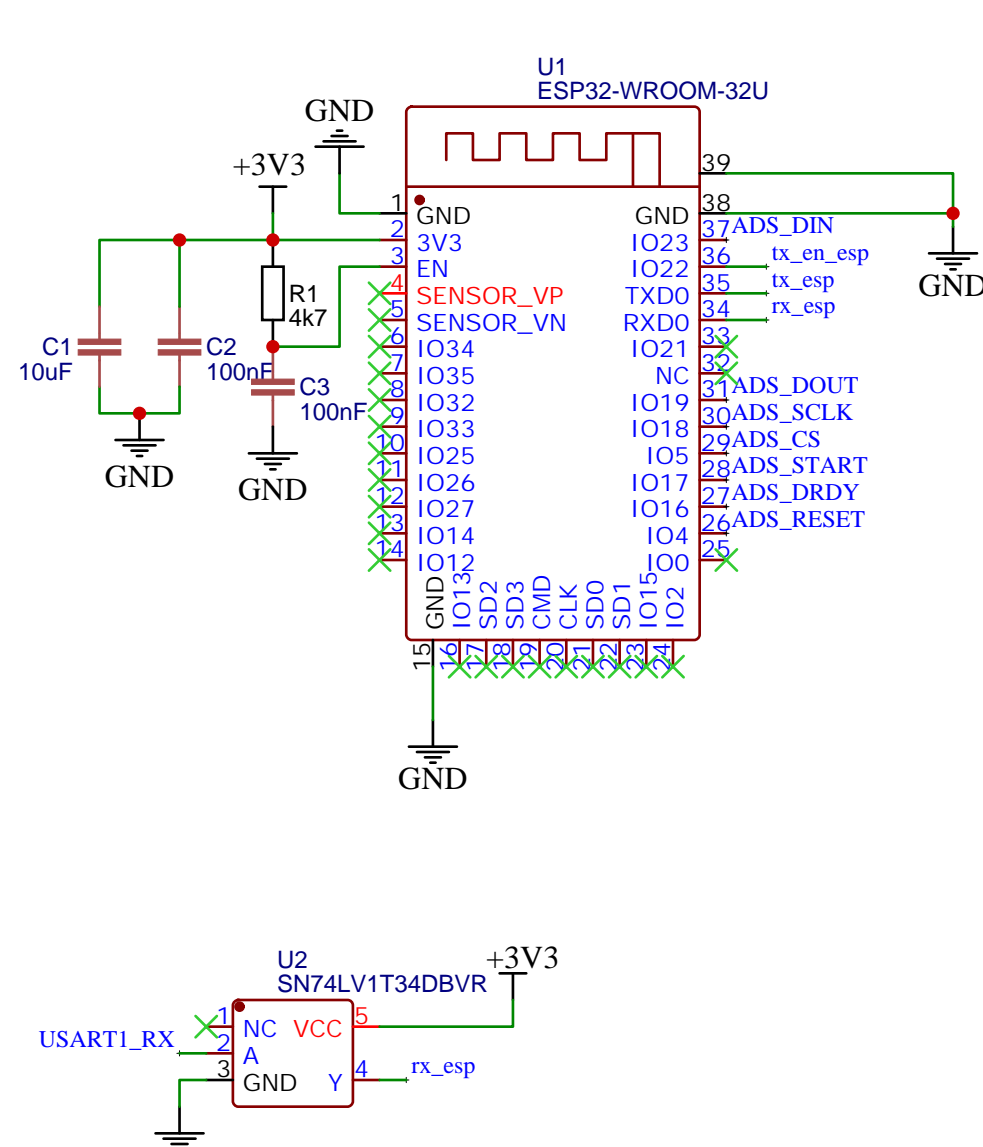 U1
ESP32-WROOM-32U
GND
+3V3
1
GND
2
3V3
3
EN
4
SENSOR_VP
5
SENSOR_VN
6
IO34
7
IO35
8
IO32
9
IO33
10
IO25
11
IO26
12
IO27
13
IO14
14
IO12
39
38
GND
37
IO23
ADS_DIN
36
IO22
tx_en_esp
35
TXD0
tx_esp
34
RXD0
rx_esp
33
IO21
32
NC
31
IO19
ADS_DOUT
30
IO18
ADS_SCLK
29
IO5
ADS_CS
28
IO17
ADS_START
27
IO16
ADS_DRDY
26
IO4
ADS_RESET
25
IO0
GND
R1
4k7
C1
10uF
C2
100nF
C3
100nF
GND
GND
GND
IO13
SD2
SD3
CMD
CLK
SD0
SD1
IO15
IO2
15
16
17
18
19
20
21
22
23
24
GND
U2
SN74LV1T34DBVR
+3V3
1
NC
VCC
5
USART1_RX
2
A
3
GND
Y
4
rx_esp